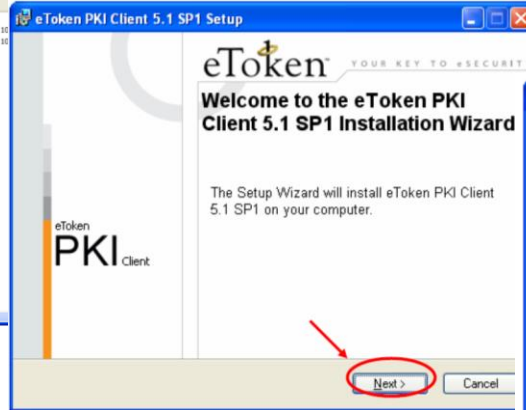 eToken PKI Client 5.1 SP1 Setup
eToken
YOUR KEY TO eSECURIT
Welcome to the eToken PKI
Client 5.1 SP1 Installation Wizard
The Setup Wizard will install eToken PKI Client
5.1 SP1 on your computer.
eToken
PKI Client
Next >
Cancel